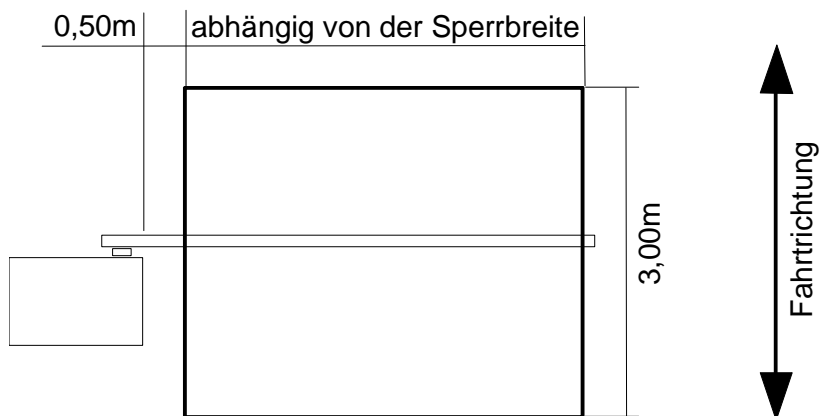 0,50m
abhängig von der Sperrbreite
3,00m
Fahrtrichtung